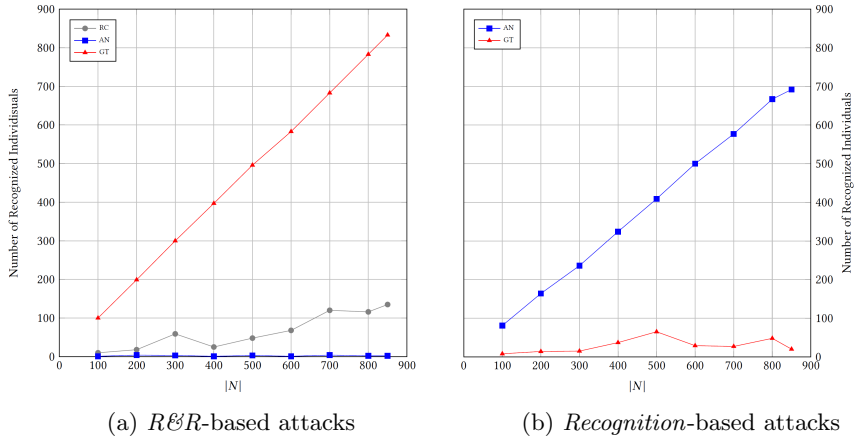 900
800
700
600
500
400
300
200
100
0
0 100 200 300 400 500 600 700 800 900
|N|
Number of Recognized Individisuals
RC
AN
GT
(a) R&R-based attacks
900
800
700
600
500
400
300
200
100
0
0 100 200 300 400 500 600 700 800 900
|N|
Number of Recognized Individuals
AN
GT
(b) Recognition-based attacks